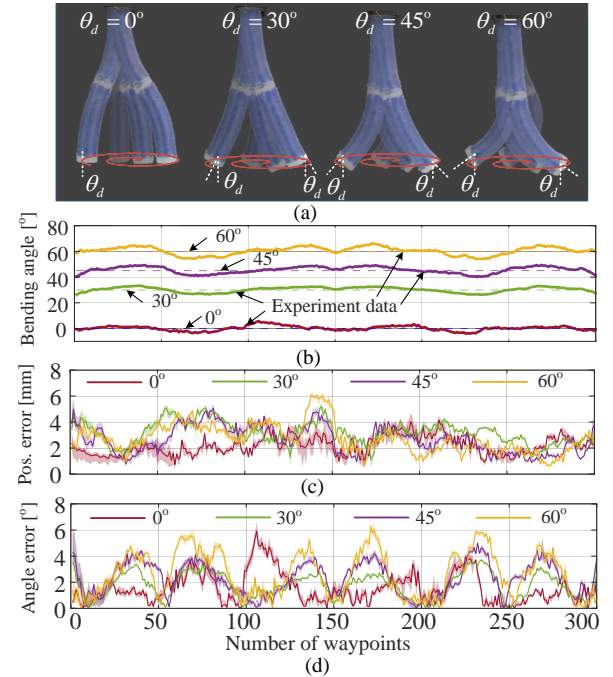 θd = 0° θd = 30° θd = 45° θd = 60°
θd θd θd θd θd θd
(a)
Bending angle [°]
80
60
40
20
0
60°
45°
30°
0°
Experiment data
(b)
Pos. error [mm]
8
6
4
2
0
0° 30° 45° 60°
(c)
Angle error [°]
8
6
4
2
0
0° 30° 45° 60°
0 50 100 150 200 250 300
Number of waypoints
(d)